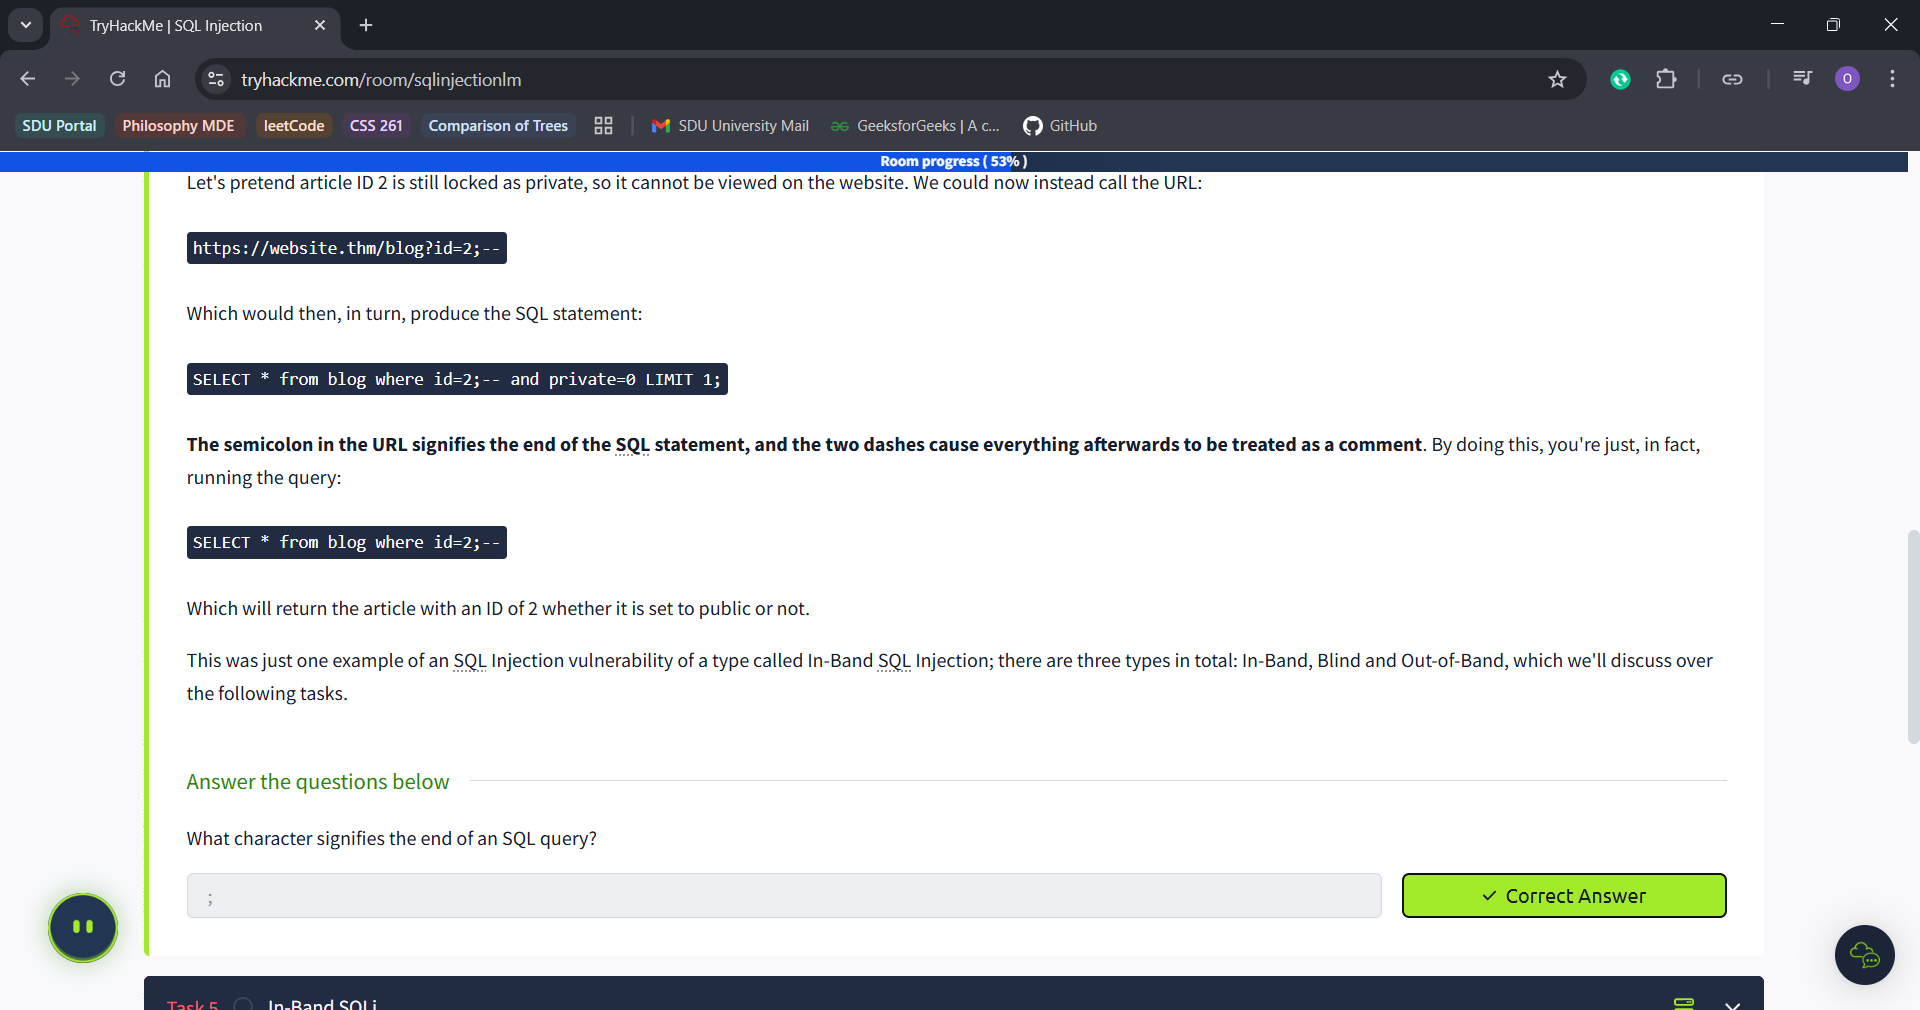 TryHackMe | SQL Injection
tryhackme.com/room/sqlinjectionlm
O
SDU Portal
Philosophy MDE
leetCode
CSS 261
Comparison of Trees
SDU University Mail
GeeksforGeeks | A c...
GitHub
Room progress ( 53% )
Let's pretend article ID 2 is still locked as private, so it cannot be viewed on the website. We could now instead call the URL:
https://website.thm/blog?id=2;--
Which would then, in turn, produce the SQL statement:
SELECT * from blog where id=2;-- and private=0 LIMIT 1;
The semicolon in the URL signifies the end of the SQL statement, and the two dashes cause everything afterwards to be treated as a comment. By doing this, you're just, in fact,
running the query:
SELECT * from blog where id=2;--
Which will return the article with an ID of 2 whether it is set to public or not.
This was just one example of an SQL Injection vulnerability of a type called In-Band SQL Injection; there are three types in total: In-Band, Blind and Out-of-Band, which we'll discuss over
the following tasks.
Answer the questions below
What character signifies the end of an SQL query?
;
Correct Answer
Task 5
In-Band SQLi